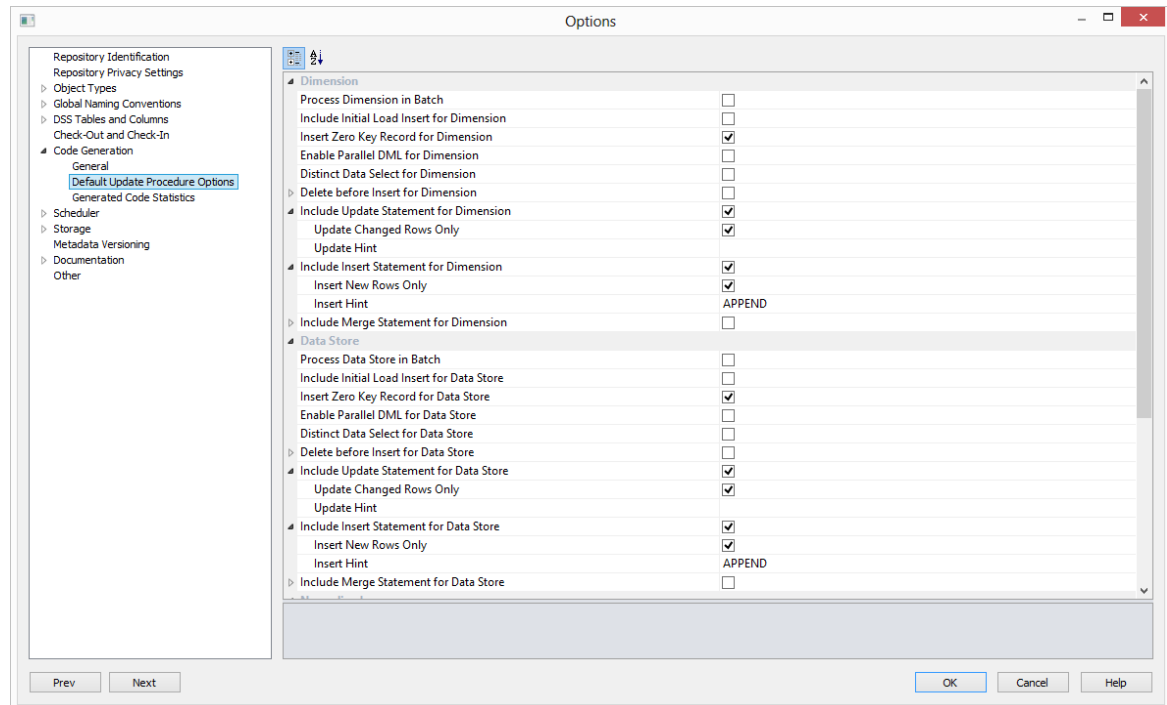 Options
Repository Identification
Repository Privacy Settings
Object Types
Global Naming Conventions
DSS Tables and Columns
Check-Out and Check-In
Code Generation
General
Default Update Procedure Options
Generated Code Statistics
Scheduler
Storage
Metadata Versioning
Documentation
Other
Dimension
Process Dimension in Batch
Include Initial Load Insert for Dimension
Insert Zero Key Record for Dimension
Enable Parallel DML for Dimension
Distinct Data Select for Dimension
Delete before Insert for Dimension
Include Update Statement for Dimension
Update Changed Rows Only
Update Hint
Include Insert Statement for Dimension
Insert New Rows Only
Insert Hint APPEND
Include Merge Statement for Dimension
Data Store
Process Data Store in Batch
Include Initial Load Insert for Data Store
Insert Zero Key Record for Data Store
Enable Parallel DML for Data Store
Distinct Data Select for Data Store
Delete before Insert for Data Store
Include Update Statement for Data Store
Update Changed Rows Only
Update Hint
Include Insert Statement for Data Store
Insert New Rows Only
Insert Hint APPEND
Include Merge Statement for Data Store
Prev Next OK Cancel Help